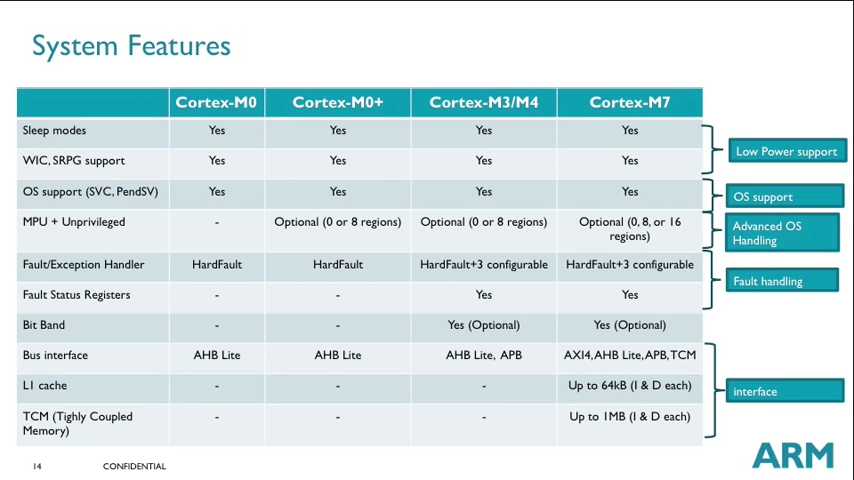 System Features
Cortex-M0 Cortex-M0+ Cortex-M3/M4 Cortex-M7
Sleep modes Yes Yes Yes Yes
WIC, SRPG support Yes Yes Yes Yes
Low Power support
OS support (SVC, PendSV) Yes Yes Yes Yes
OS support
MPU + Unprivileged - Optional (0 or 8 regions) Optional (0 or 8 regions) Optional (0, 8, or 16
regions)
Advanced OS
Handling
Fault/Exception Handler HardFault HardFault HardFault+3 configurable HardFault+3 configurable
Fault handling
Fault Status Registers - - Yes Yes
Bit Band - - Yes (Optional) Yes (Optional)
Bus interface AHB Lite AHB Lite AHB Lite, APB AXI4, AHB Lite, APB, TCM
L1 cache - - - Up to 64kB (I & D each)
interface
TCM (Tighly Coupled
Memory) - - - Up to 1MB (I & D each)
14 CONFIDENTIAL
ARM